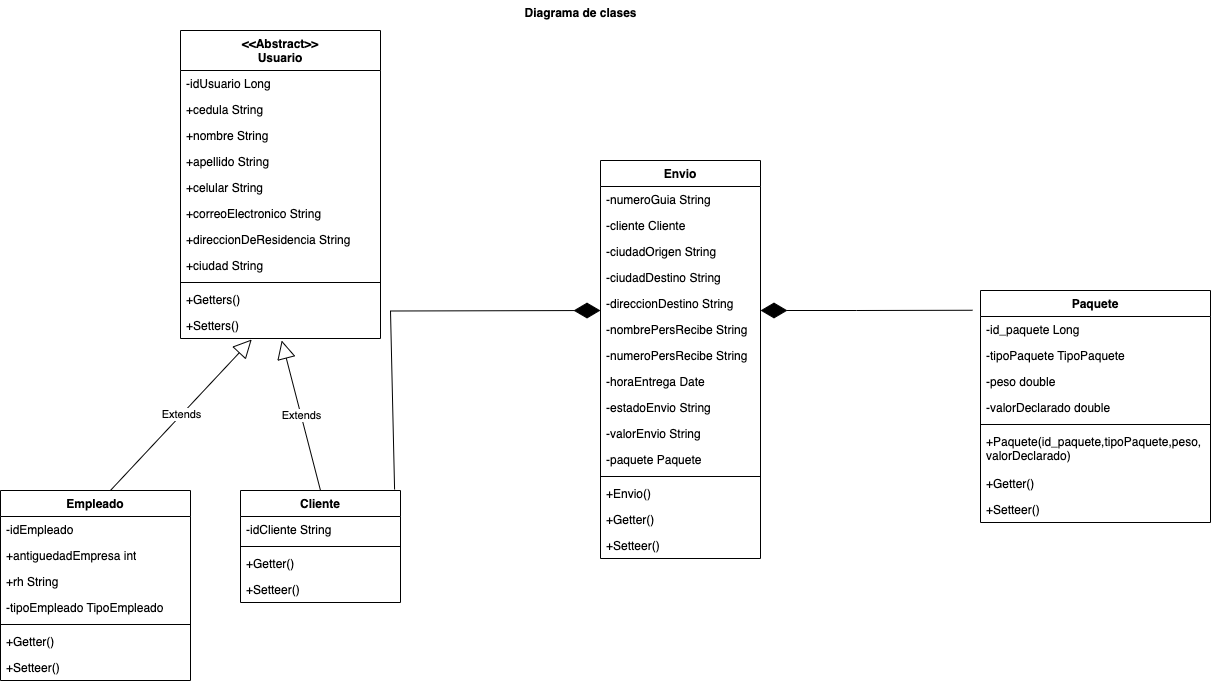 Diagrama de clases
<<Abstract>>
Usuario
-idUsuario Long
+cedula String
+nombre String
+apellido String
+celular String
+correoElectronico String
+direccionDeResidencia String
+ciudad String
+Getters()
+Setters()
Extends
Extends
Empleado
-idEmpleado
+antiguedadEmpresa int
+rh String
-tipoEmpleado TipoEmpleado
+Getter()
+Setteer()
Cliente
-idCliente String
+Getter()
+Setteer()
Envio
-numeroGuia String
-cliente Cliente
-ciudadOrigen String
-ciudadDestino String
-direccionDestino String
-nombrePersRecibe String
-numeroPersRecibe String
-horaEntrega Date
-estadoEnvio String
-valorEnvio String
-paquete Paquete
+Envio()
+Getter()
+Setteer()
Paquete
-id_paquete Long
-tipoPaquete TipoPaquete
-peso double
-valorDeclarado double
+Paquete(id_paquete,tipoPaquete,peso,
valorDeclarado)
+Getter()
+Setteer()